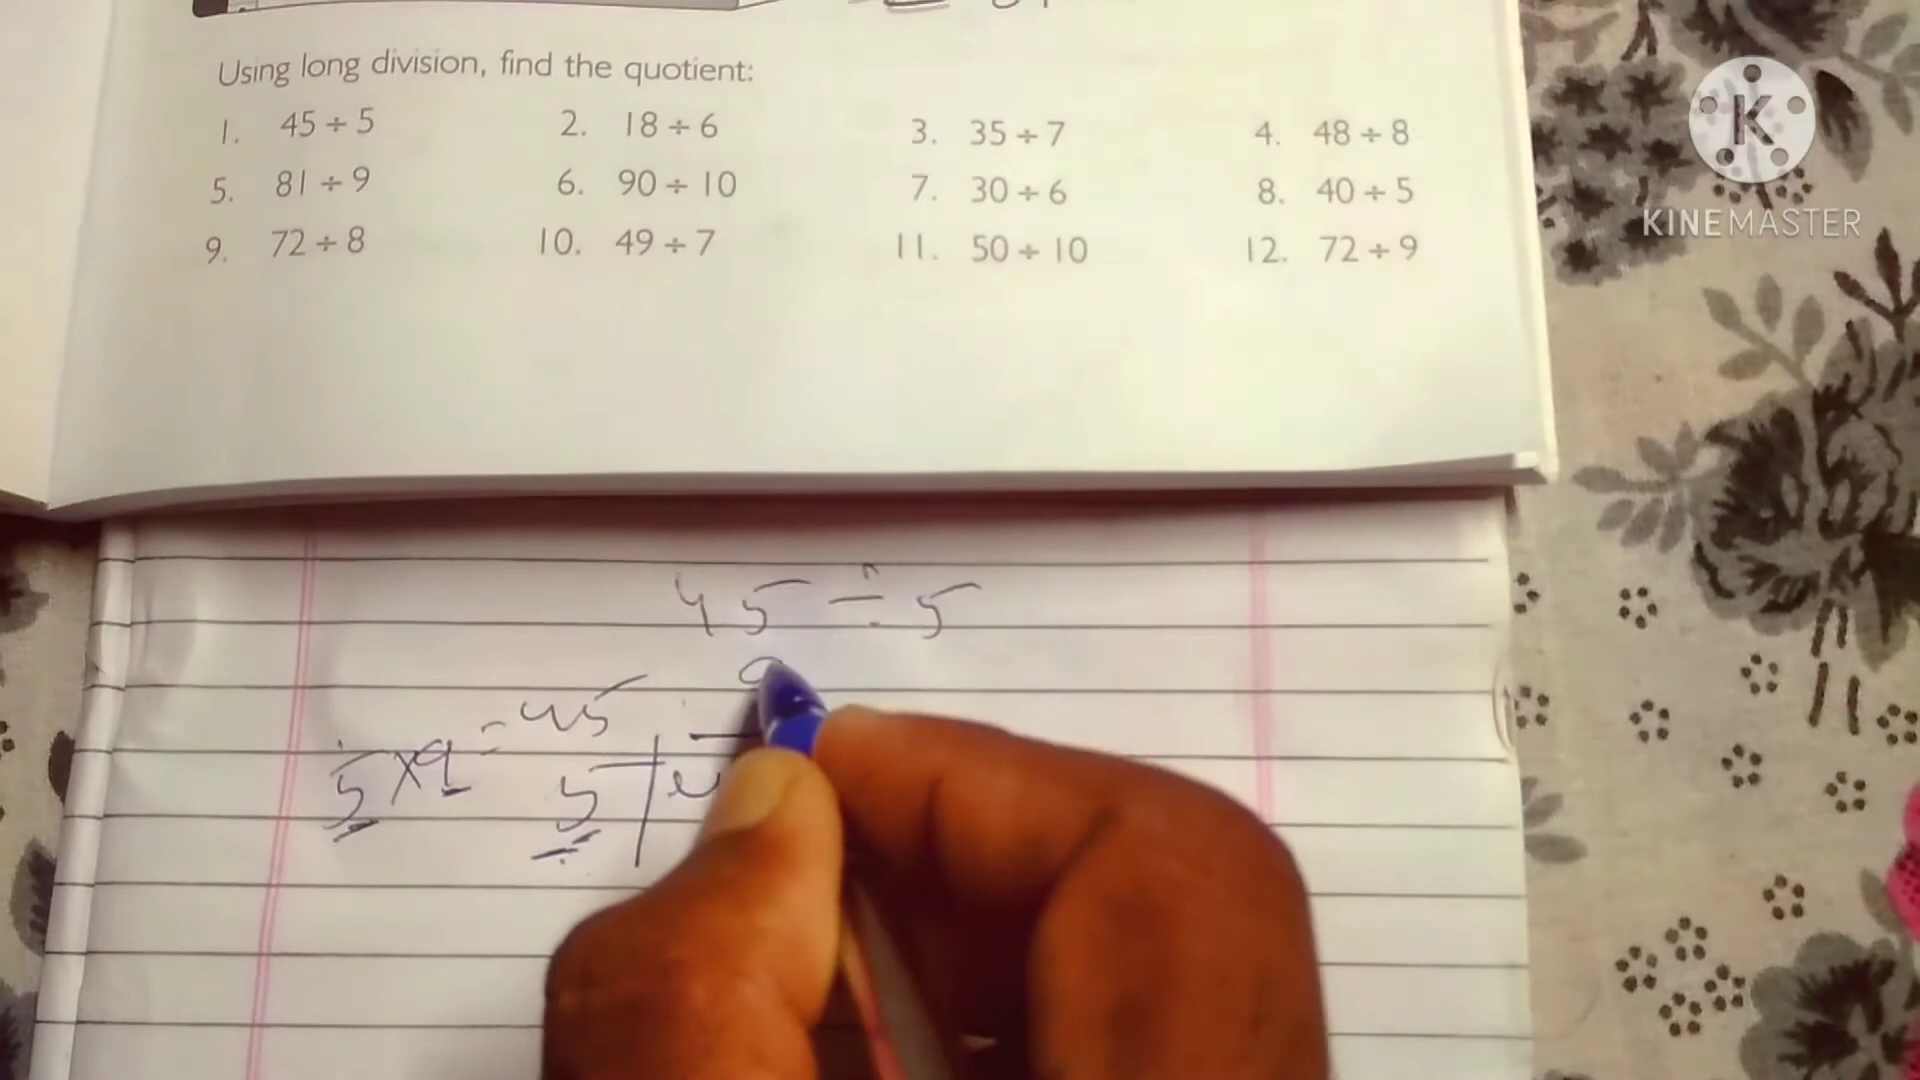 Using long division, find the quotient:
1. 45 ÷ 5 2. 18 ÷ 6 3. 35 ÷ 7 4. 48 ÷ 8
5. 81 ÷ 9 6. 90 ÷ 10 7. 30 ÷ 6 8. 40 ÷ 5
9. 72 ÷ 8 10. 49 ÷ 7 11. 50 ÷ 10 12. 72 ÷ 9
K
KINEMASTER
45 ÷ 5
5 x 9 = 45
5